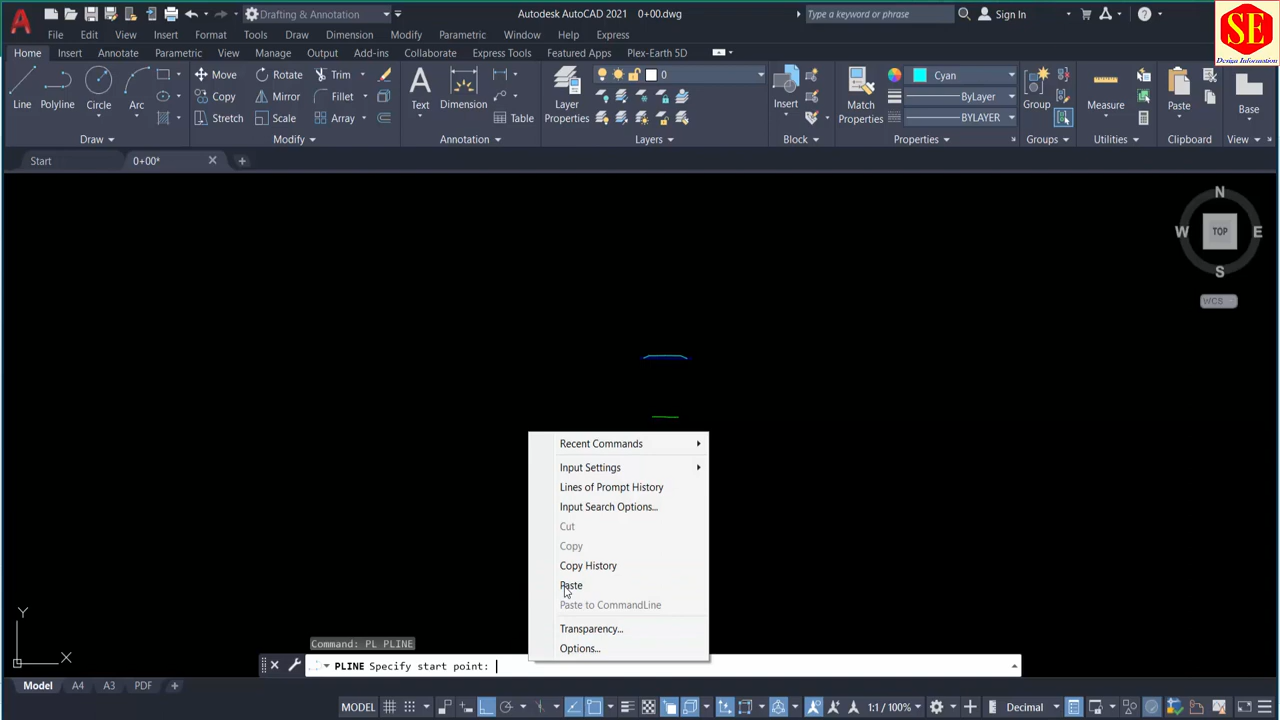 Drafting & Annotation
Autodesk AutoCAD 2021 0+00.dwg
Type a keyword or phrase
Sign In
SE
Design Information
File Edit View Insert Format Tools Draw Dimension Modify Parametric Window Help Express
Home Insert Annotate Parametric View Manage Output Add-ins Collaborate Express Tools Featured Apps Plex-Earth 5D
Line Polyline Circle Arc
Move Rotate Trim
Copy Mirror Fillet
Stretch Scale Array
Text Dimension Table
Layer Properties
0
Insert
Match Properties
Cyan
ByLayer
BYLAYER
Group
Measure
Paste
Base
Draw Modify Annotation Layers Block Properties Groups Utilities Clipboard View
Start 0+00*
N
W TOP E
S
WCS
Recent Commands
Input Settings
Lines of Prompt History
Input Search Options...
Cut
Copy
Copy History
Paste
Paste to CommandLine
Transparency...
Options...
Y
X
Command: PL PLINE
PLINE Specify start point:
Model A4 A3 PDF
MODEL 1:1 / 100% Decimal